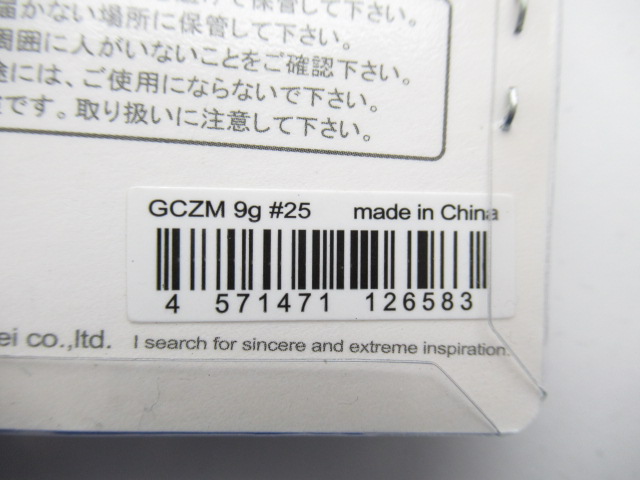 届かない場所に保管して下さい。
周囲に人がいないことをご確認下さい。
には、ご使用にならないで下さい。
です。取り扱いに注意して下さい。
GCZM 9g #25 made in China
4 571471 126583
ei co.,ltd. I search for sincere and extreme inspiration.